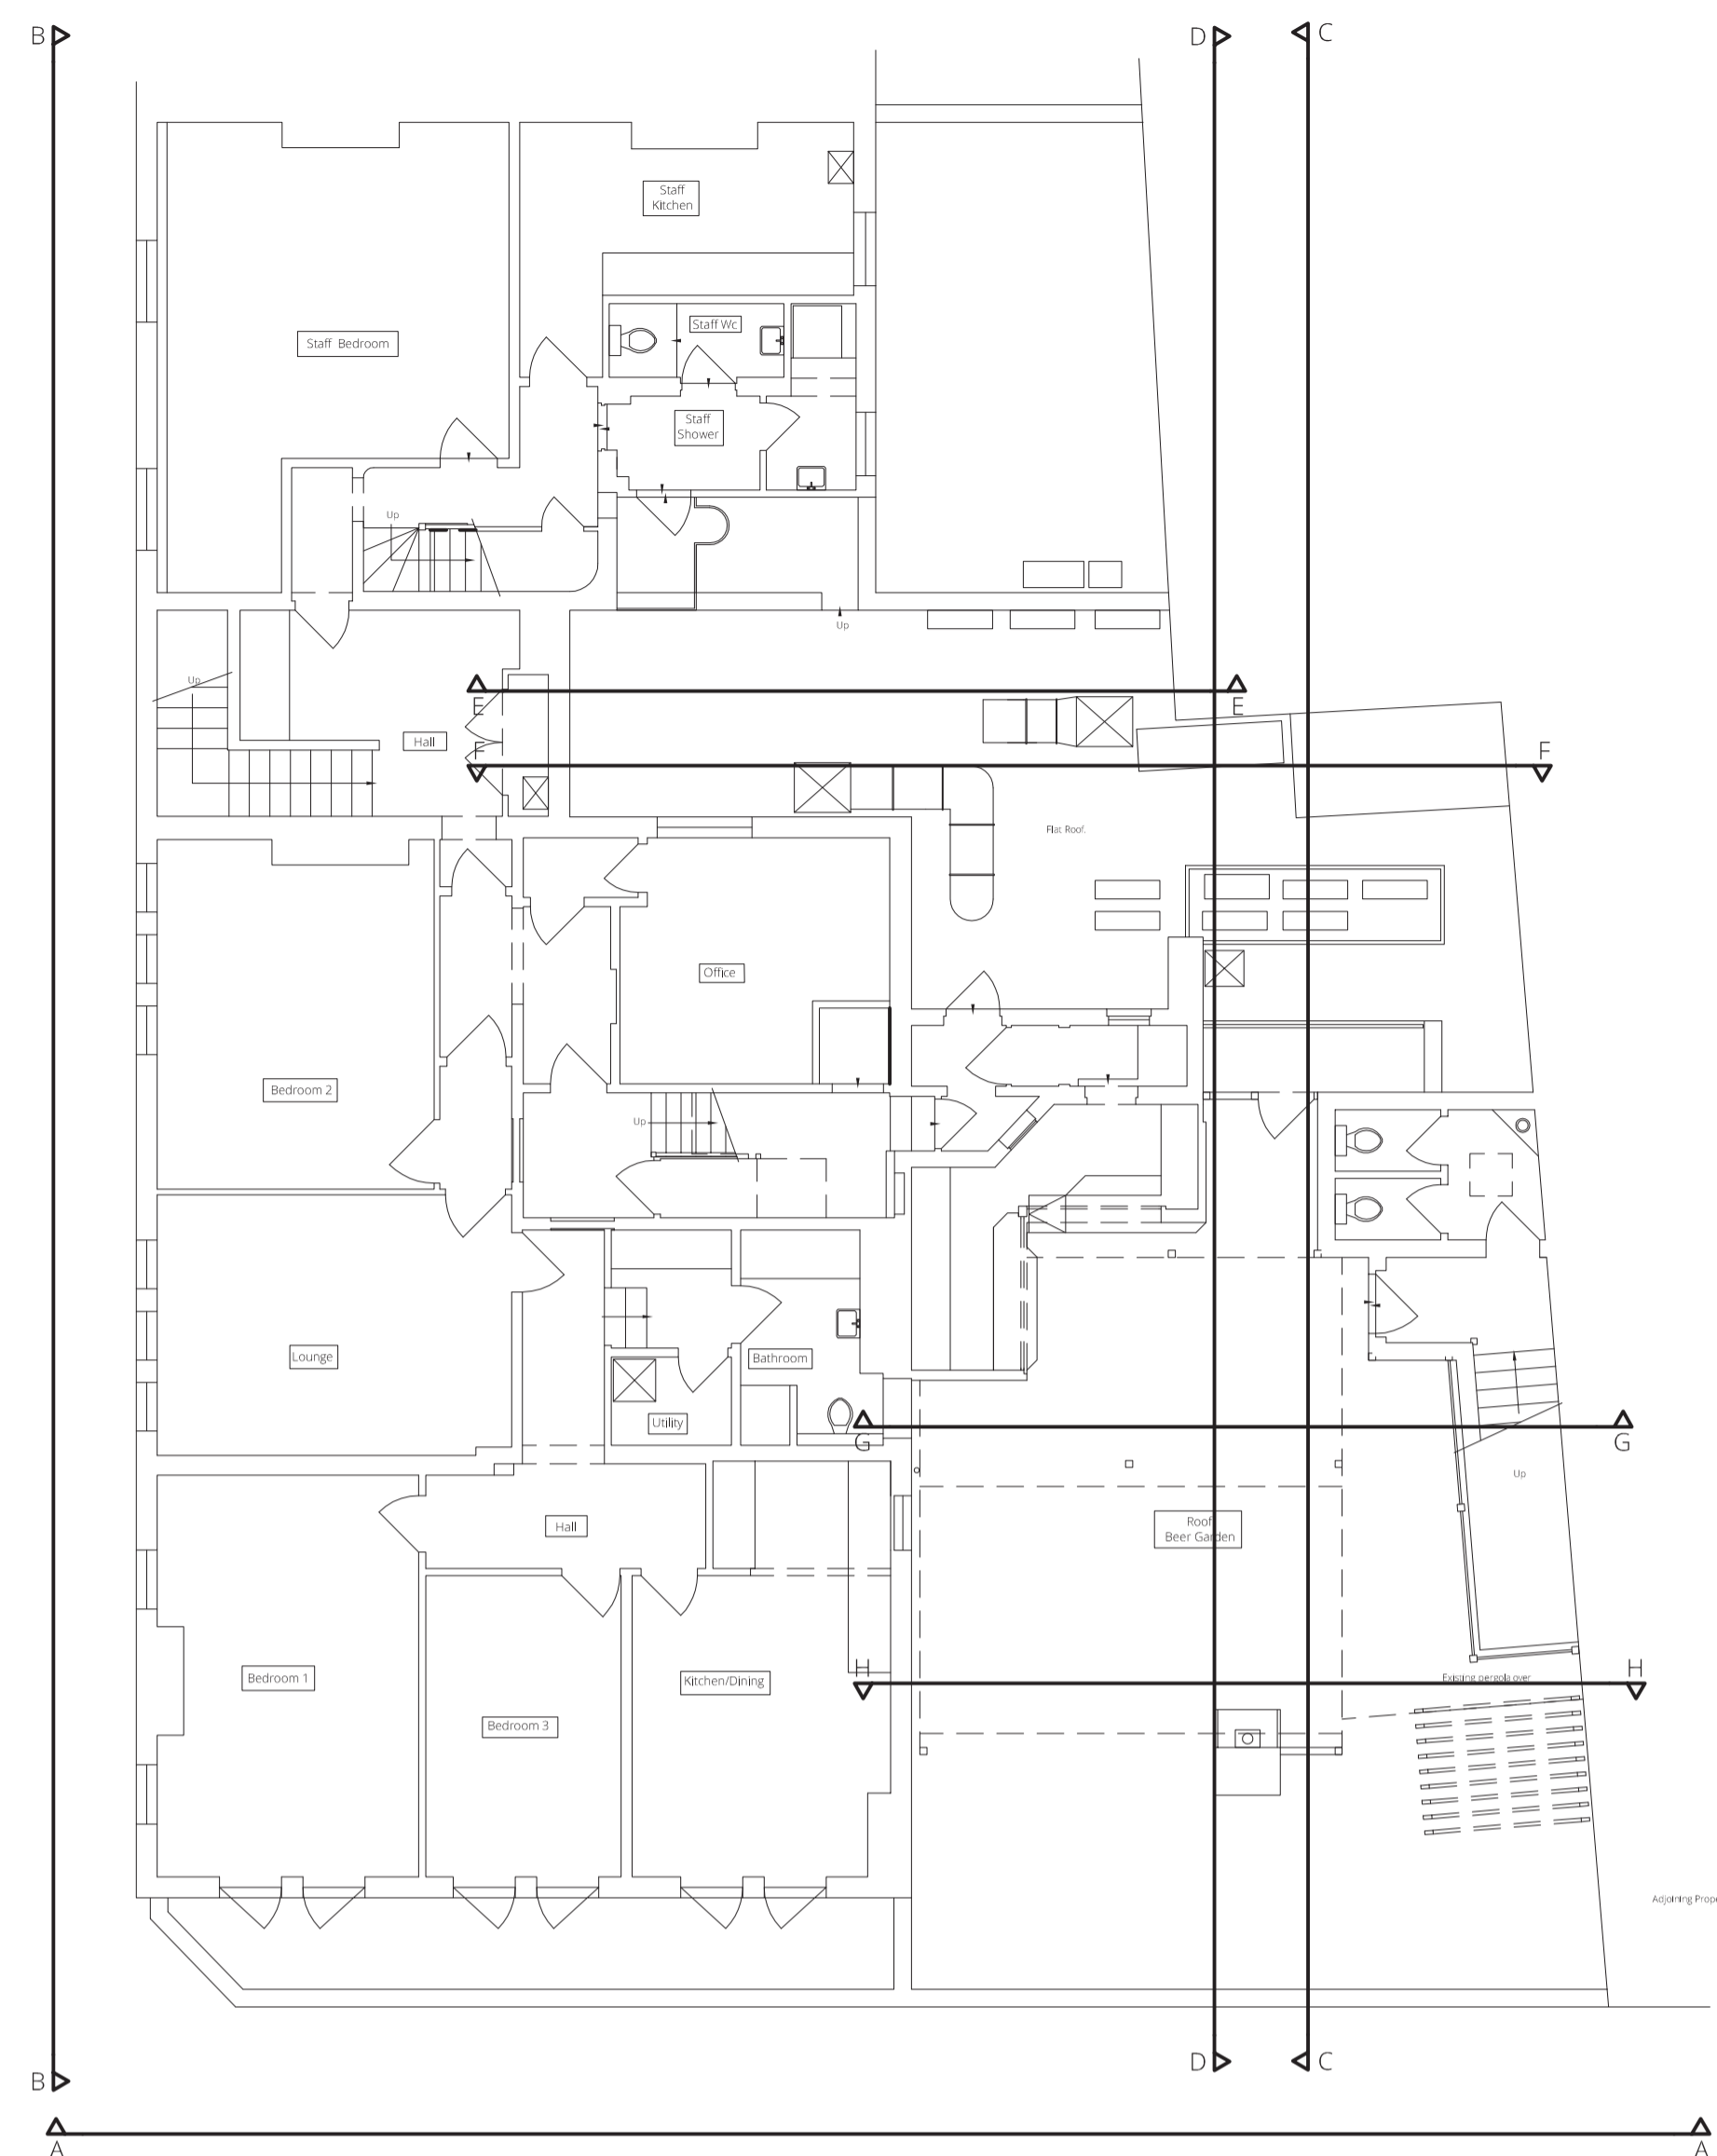 B
D
C
Staff
Kitchen
Staff Wc
Staff Bedroom
Staff
Shower
Up
Up
Up
E
E
Hall
F
F
Flat Roof.
Office
Bedroom 2
Up
Lounge
Bathroom
Utility
G
G
Up
Hall
Roof
Beer Garden
H
H
Bedroom 1
Kitchen/Dining
Existing pergola over
Bedroom 3
Adjoining
D
C
B
A
A